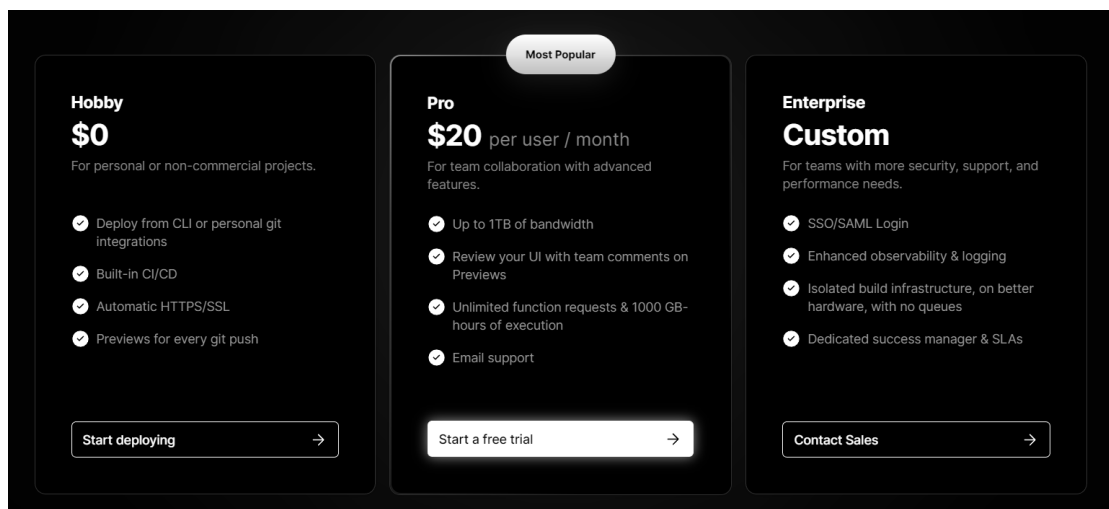 Most Popular
Hobby
$0
For personal or non-commercial projects.
Deploy from CLI or personal git
integrations
Built-in CI/CD
Automatic HTTPS/SSL
Previews for every git push
Start deploying
Pro
$20 per user / month
For team collaboration with advanced
features.
Up to 1TB of bandwidth
Review your UI with team comments on
Previews
Unlimited function requests & 1000 GB-
hours of execution
Email support
Start a free trial
Enterprise
Custom
For teams with more security, support, and
performance needs.
SSO/SAML Login
Enhanced observability & logging
Isolated build infrastructure, on better
hardware, with no queues
Dedicated success manager & SLAs
Contact Sales